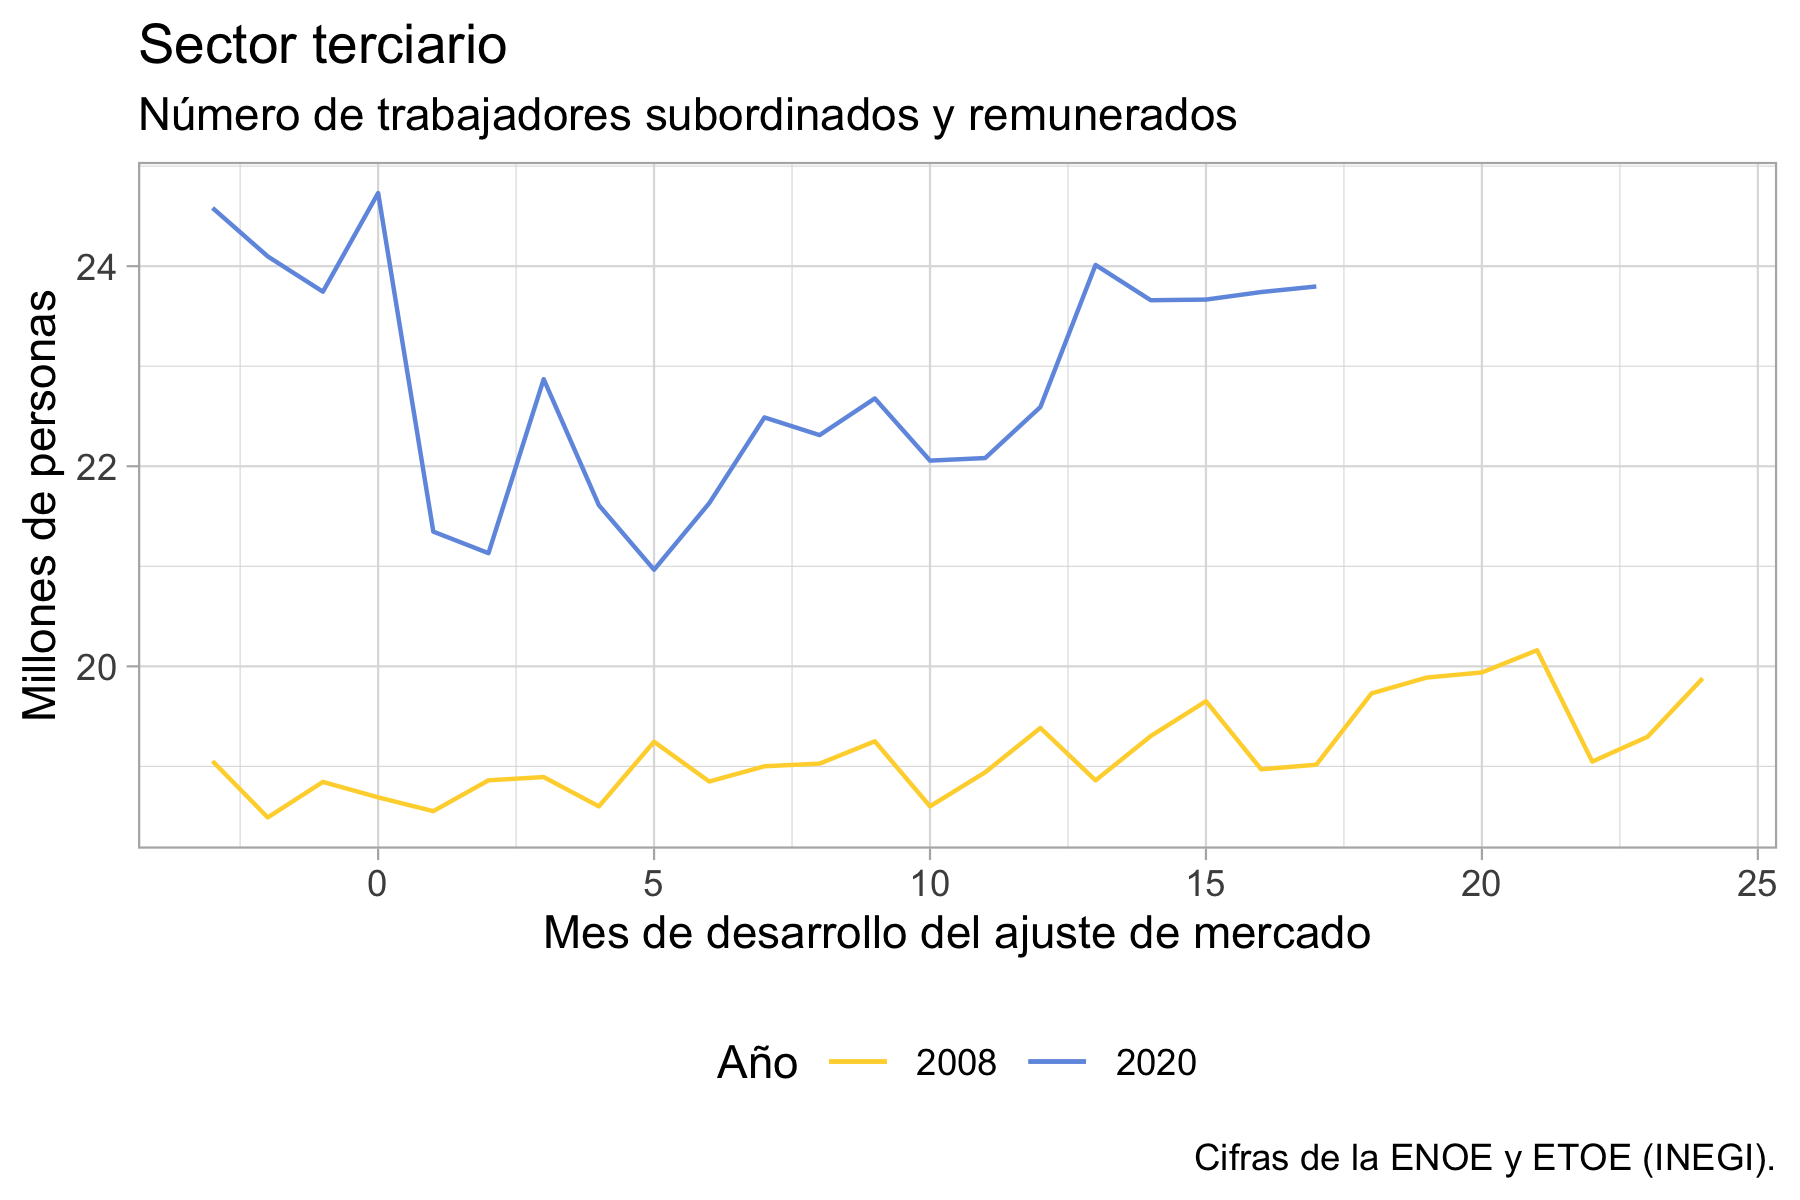 Sector terciario
Número de trabajadores subordinados y remunerados
Millones de personas
24
22
20
0 5 10 15 20 25
Mes de desarrollo del ajuste de mercado
Año 2008 2020
Cifras de la ENOE y ETOE (INEGI).